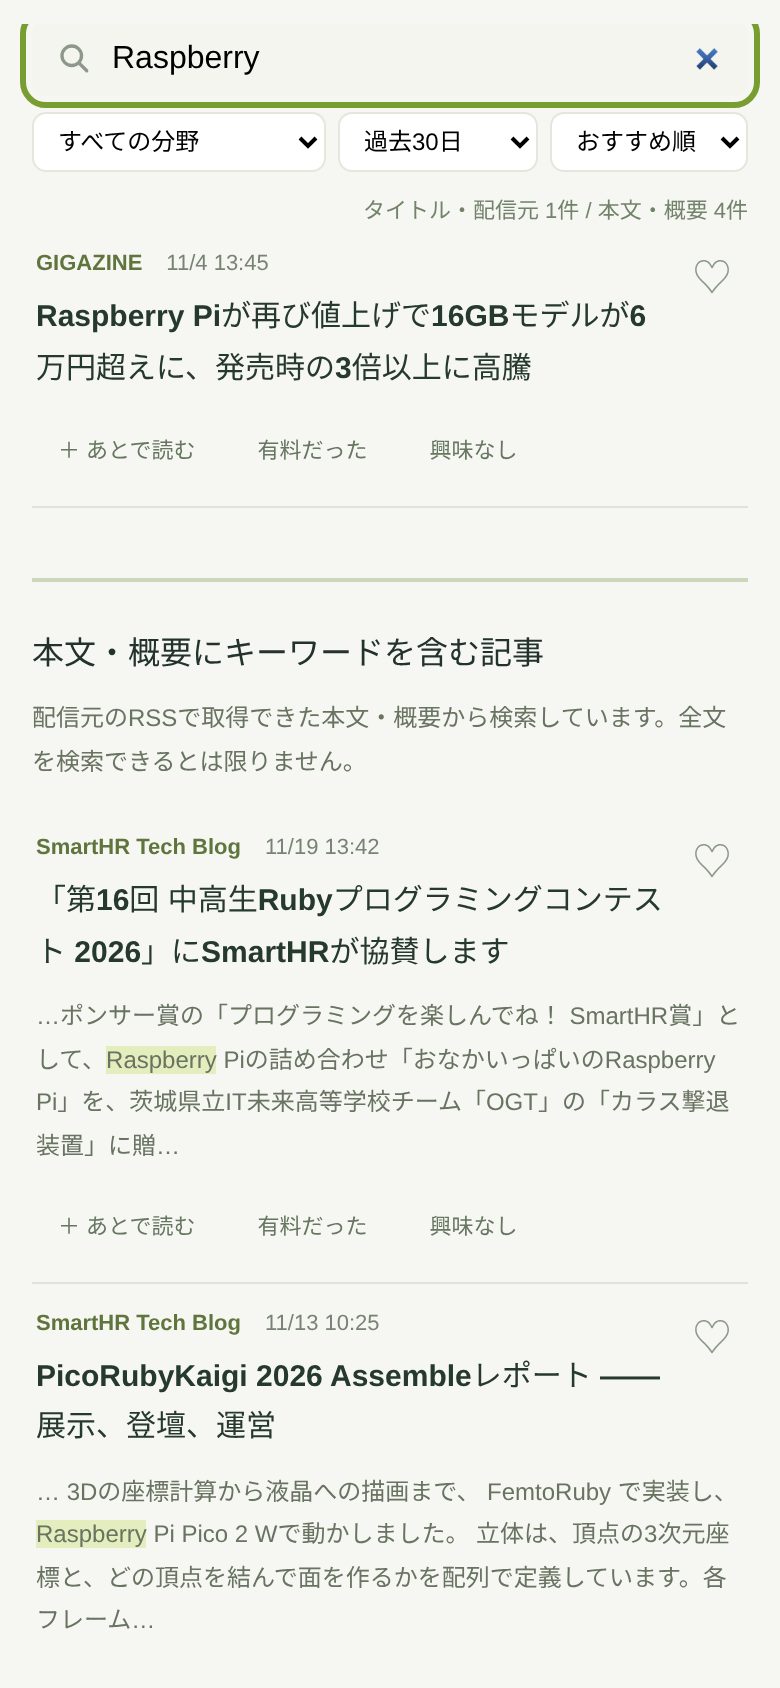 Raspberry
すべての分野 過去30日 おすすめ順
タイトル・配信元 1件 / 本文・概要 4件
GIGAZINE 11/4 13:45
Raspberry Piが再び値上げで16GBモデルが6
万円超えに、発売時の3倍以上に高騰
＋ あとで読む 有料だった 興味なし
本文・概要にキーワードを含む記事
配信元のRSSで取得できた本文・概要から検索しています。全文
を検索できるとは限りません。
SmartHR Tech Blog 11/19 13:42
「第16回 中高生Rubyプログラミングコンテス
ト 2026」にSmartHRが協賛します
…ポンサー賞の「プログラミングを楽しんでね！ SmartHR賞」と
して、Raspberry Piの詰め合わせ「おなかいっぱいのRaspberry
Pi」を、茨城県立IT未来高等学校チーム「OGT」の「カラス撃退
装置」に贈…
＋ あとで読む 有料だった 興味なし
SmartHR Tech Blog 11/13 10:25
PicoRubyKaigi 2026 Assembleレポート ――
展示、登壇、運営
… 3Dの座標計算から液晶への描画まで、 FemtoRuby で実装し、
Raspberry Pi Pico 2 Wで動かしました。 立体は、頂点の3次元座
標と、どの頂点を結んで面を作るかを配列で定義しています。各
フレーム…